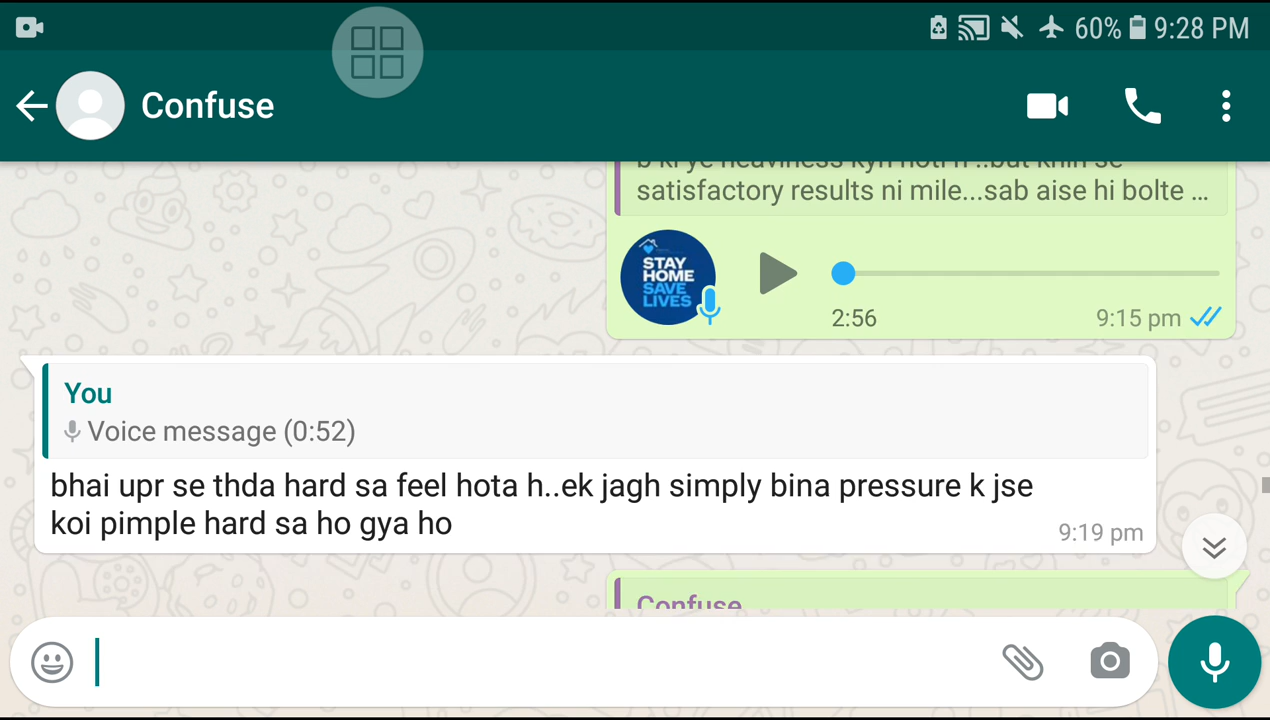 60% 9:28 PM
Confuse
satisfactory results ni mile...sab aise hi bolte ...
STAY
HOME
SAVE
LIVES
2:56 9:15 pm
You
Voice message (0:52)
bhai upr se thda hard sa feel hota h..ek jagh simply bina pressure k jse
koi pimple hard sa ho gya ho
9:19 pm
Confuse